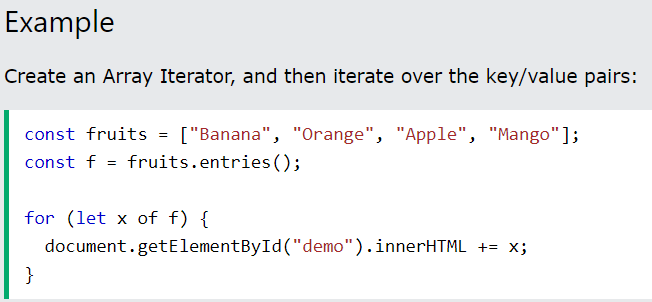 Example
Create an Array Iterator, and then iterate over the key/value pairs:
const fruits = ["Banana", "Orange", "Apple", "Mango"];
const f = fruits.entries();
for (let x of f) {
  document.getElementById("demo").innerHTML += x;
}